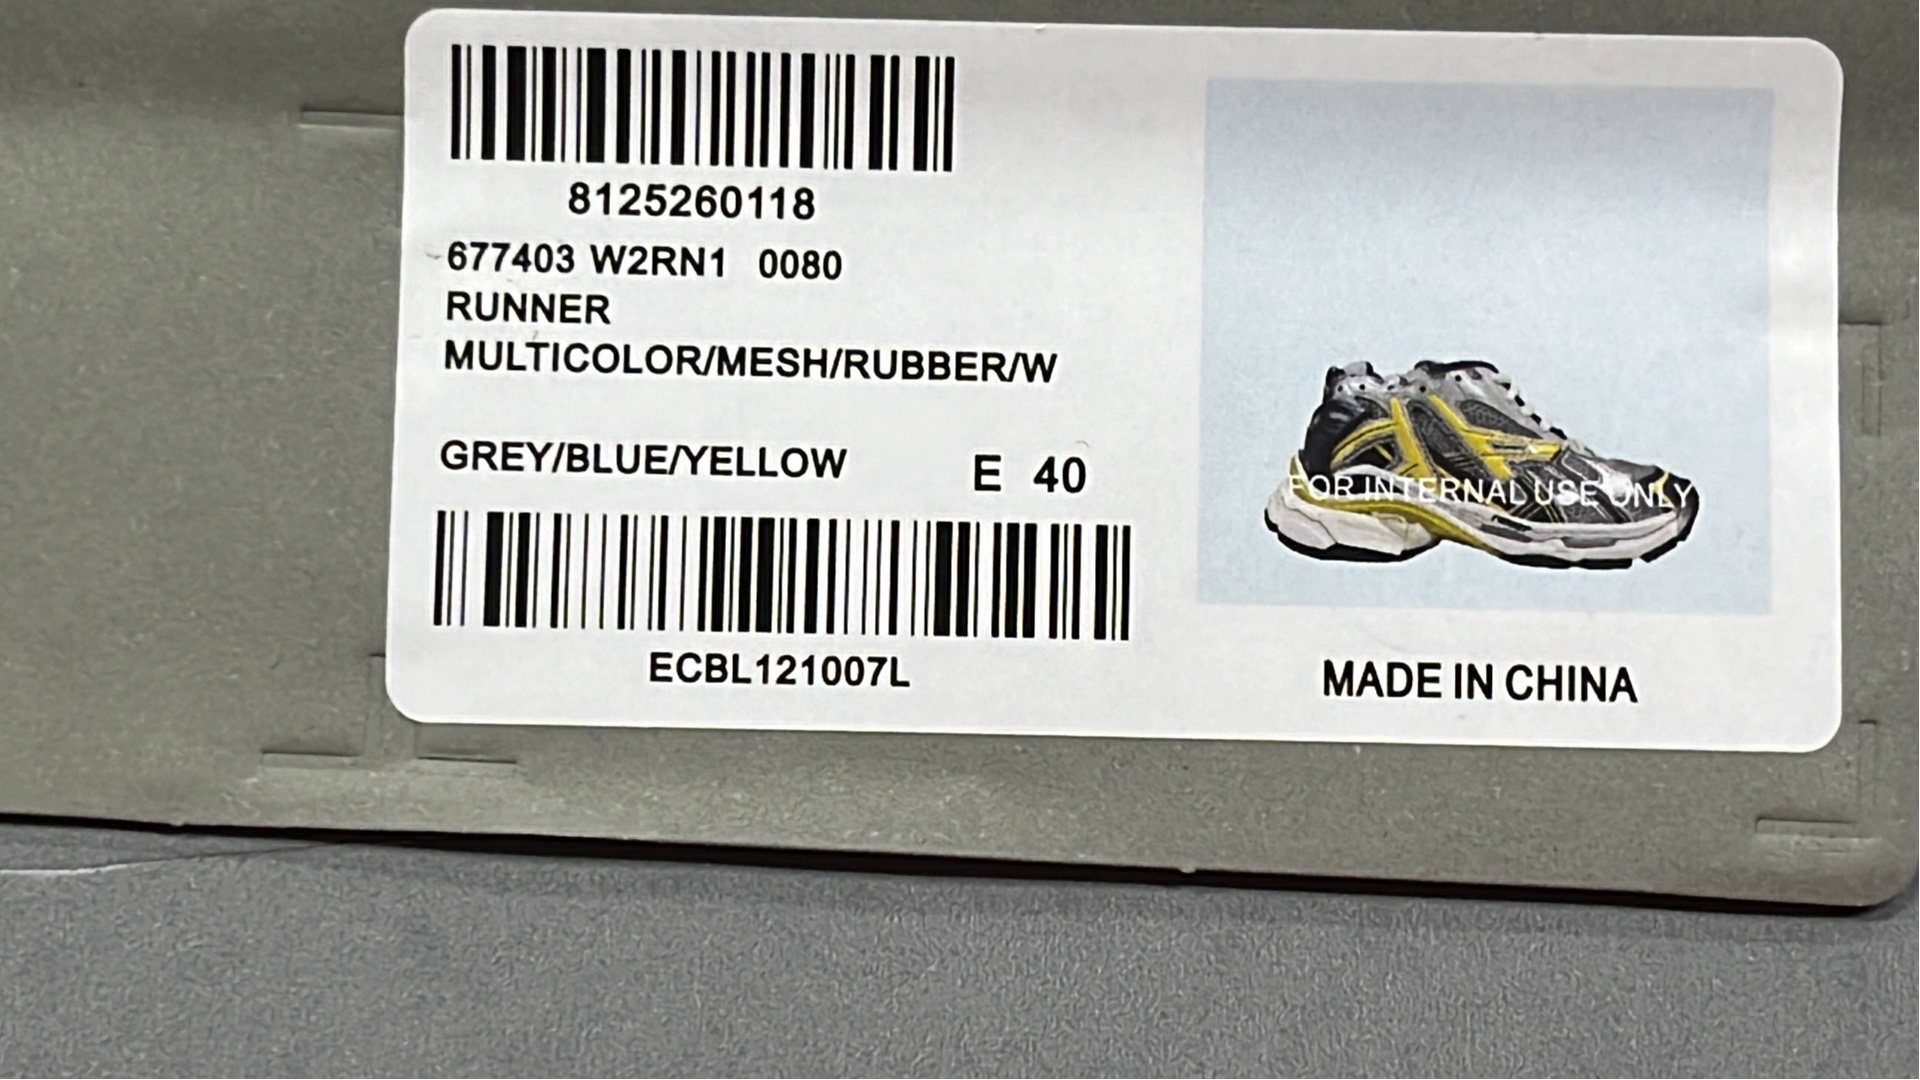 8125260118
677403 W2RN1 0080
RUNNER
MULTICOLOR/MESH/RUBBER/W
GREY/BLUE/YELLOW E 40
ECBL121007L
FOR INTERNAL USE ONLY
MADE IN CHINA